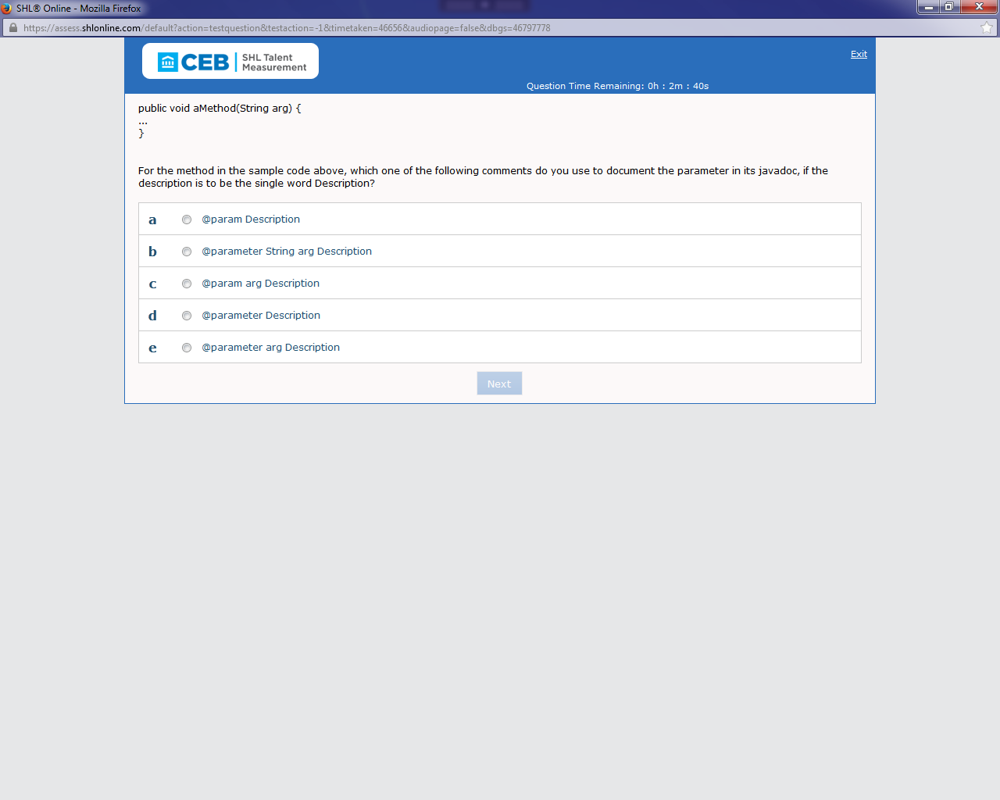 SHL® Online - Mozilla Firefox
https://assess.shlonline.com/default?action=testquestion&testaction=-1&timetaken=46656&audiopage=false&dbgs=46797778
CEB SHL Talent Measurement
Exit
Question Time Remaining: 0h : 2m : 40s
public void aMethod(String arg) {
...
}
For the method in the sample code above, which one of the following comments do you use to document the parameter in its javadoc, if the
description is to be the single word Description?
a @param Description
b @parameter String arg Description
c @param arg Description
d @parameter Description
e @parameter arg Description
Next